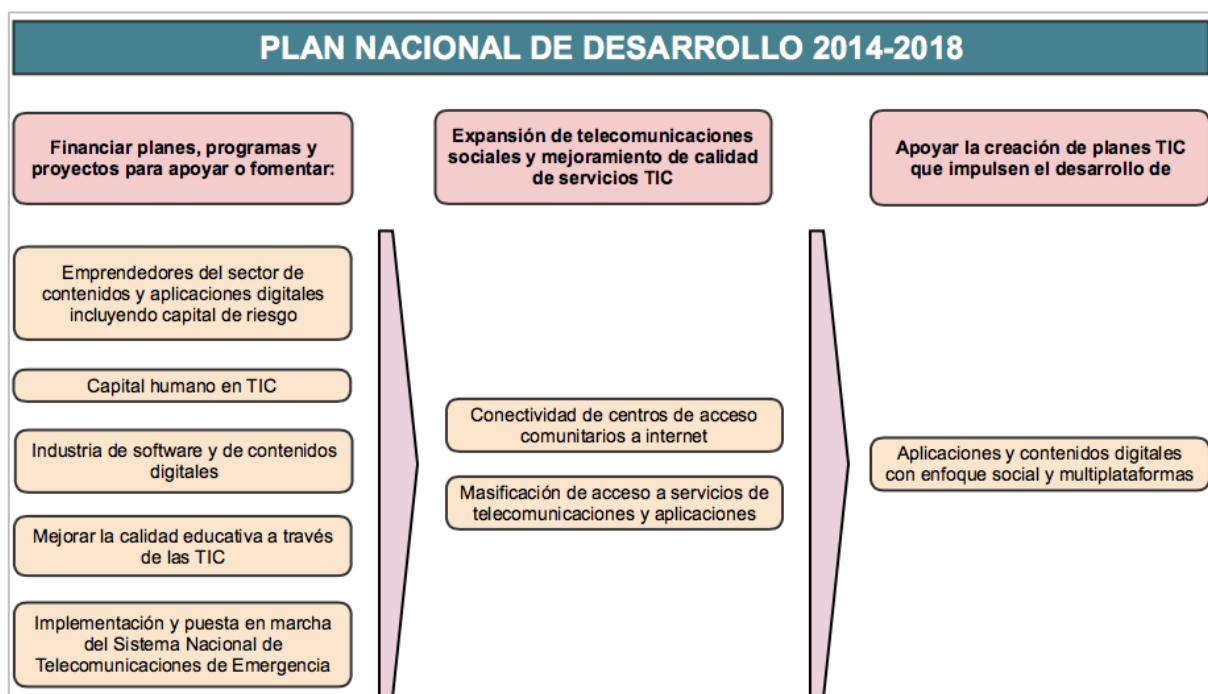 PLAN NACIONAL DE DESARROLLO 2014-2018
Financiar planes, programas y
proyectos para apoyar o fomentar:
Emprendedores del sector de
contenidos y aplicaciones digitales
incluyendo capital de riesgo
Capital humano en TIC
Industria de software y de contenidos
digitales
Mejorar la calidad educativa a través
de las TIC
Implementación y puesta en marcha
del Sistema Nacional de
Telecomunicaciones de Emergencia
Expansión de telecomunicaciones
sociales y mejoramiento de calidad
de servicios TIC
Conectividad de centros de acceso
comunitarios a internet
Masificación de acceso a servicios de
telecomunicaciones y aplicaciones
Apoyar la creación de planes TIC
que impulsen el desarrollo de
Aplicaciones y contenidos digitales
con enfoque social y multiplataformas